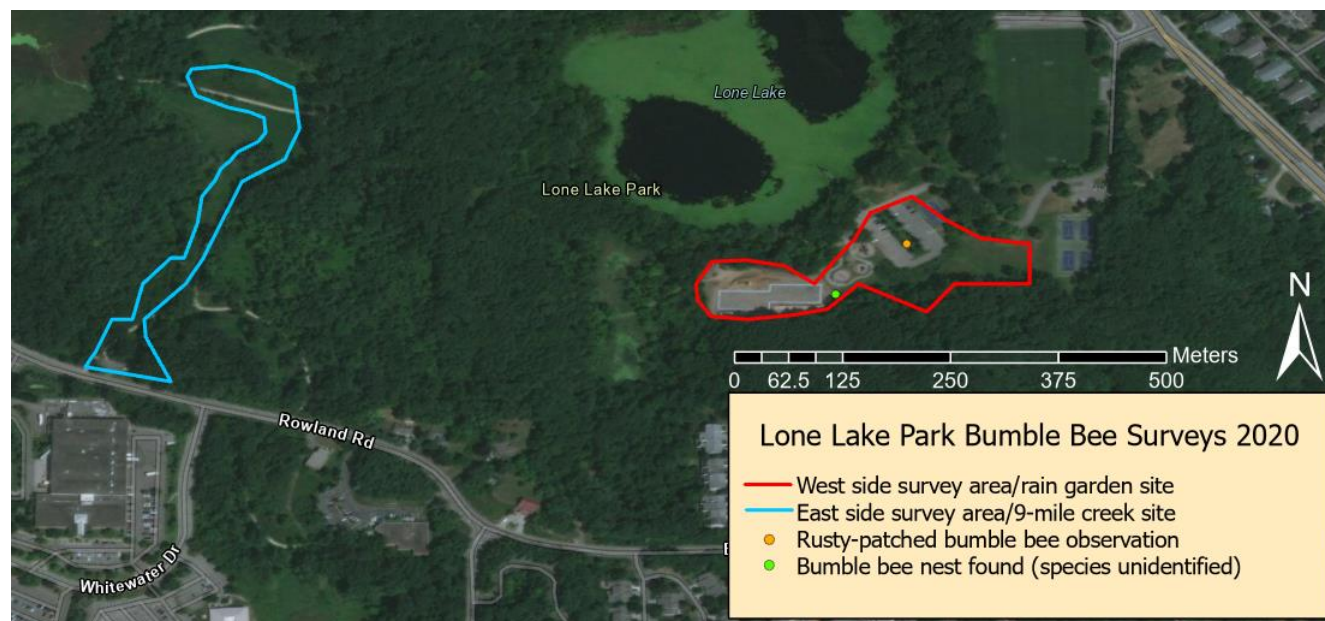 Lone Lake
Lone Lake Park
N
Meters
0 62.5 125 250 375 500
Rowland Rd
Whitewater Dr
Lone Lake Park Bumble Bee Surveys 2020
West side survey area/rain garden site
East side survey area/9-mile creek site
Rusty-patched bumble bee observation
Bumble bee nest found (species unidentified)